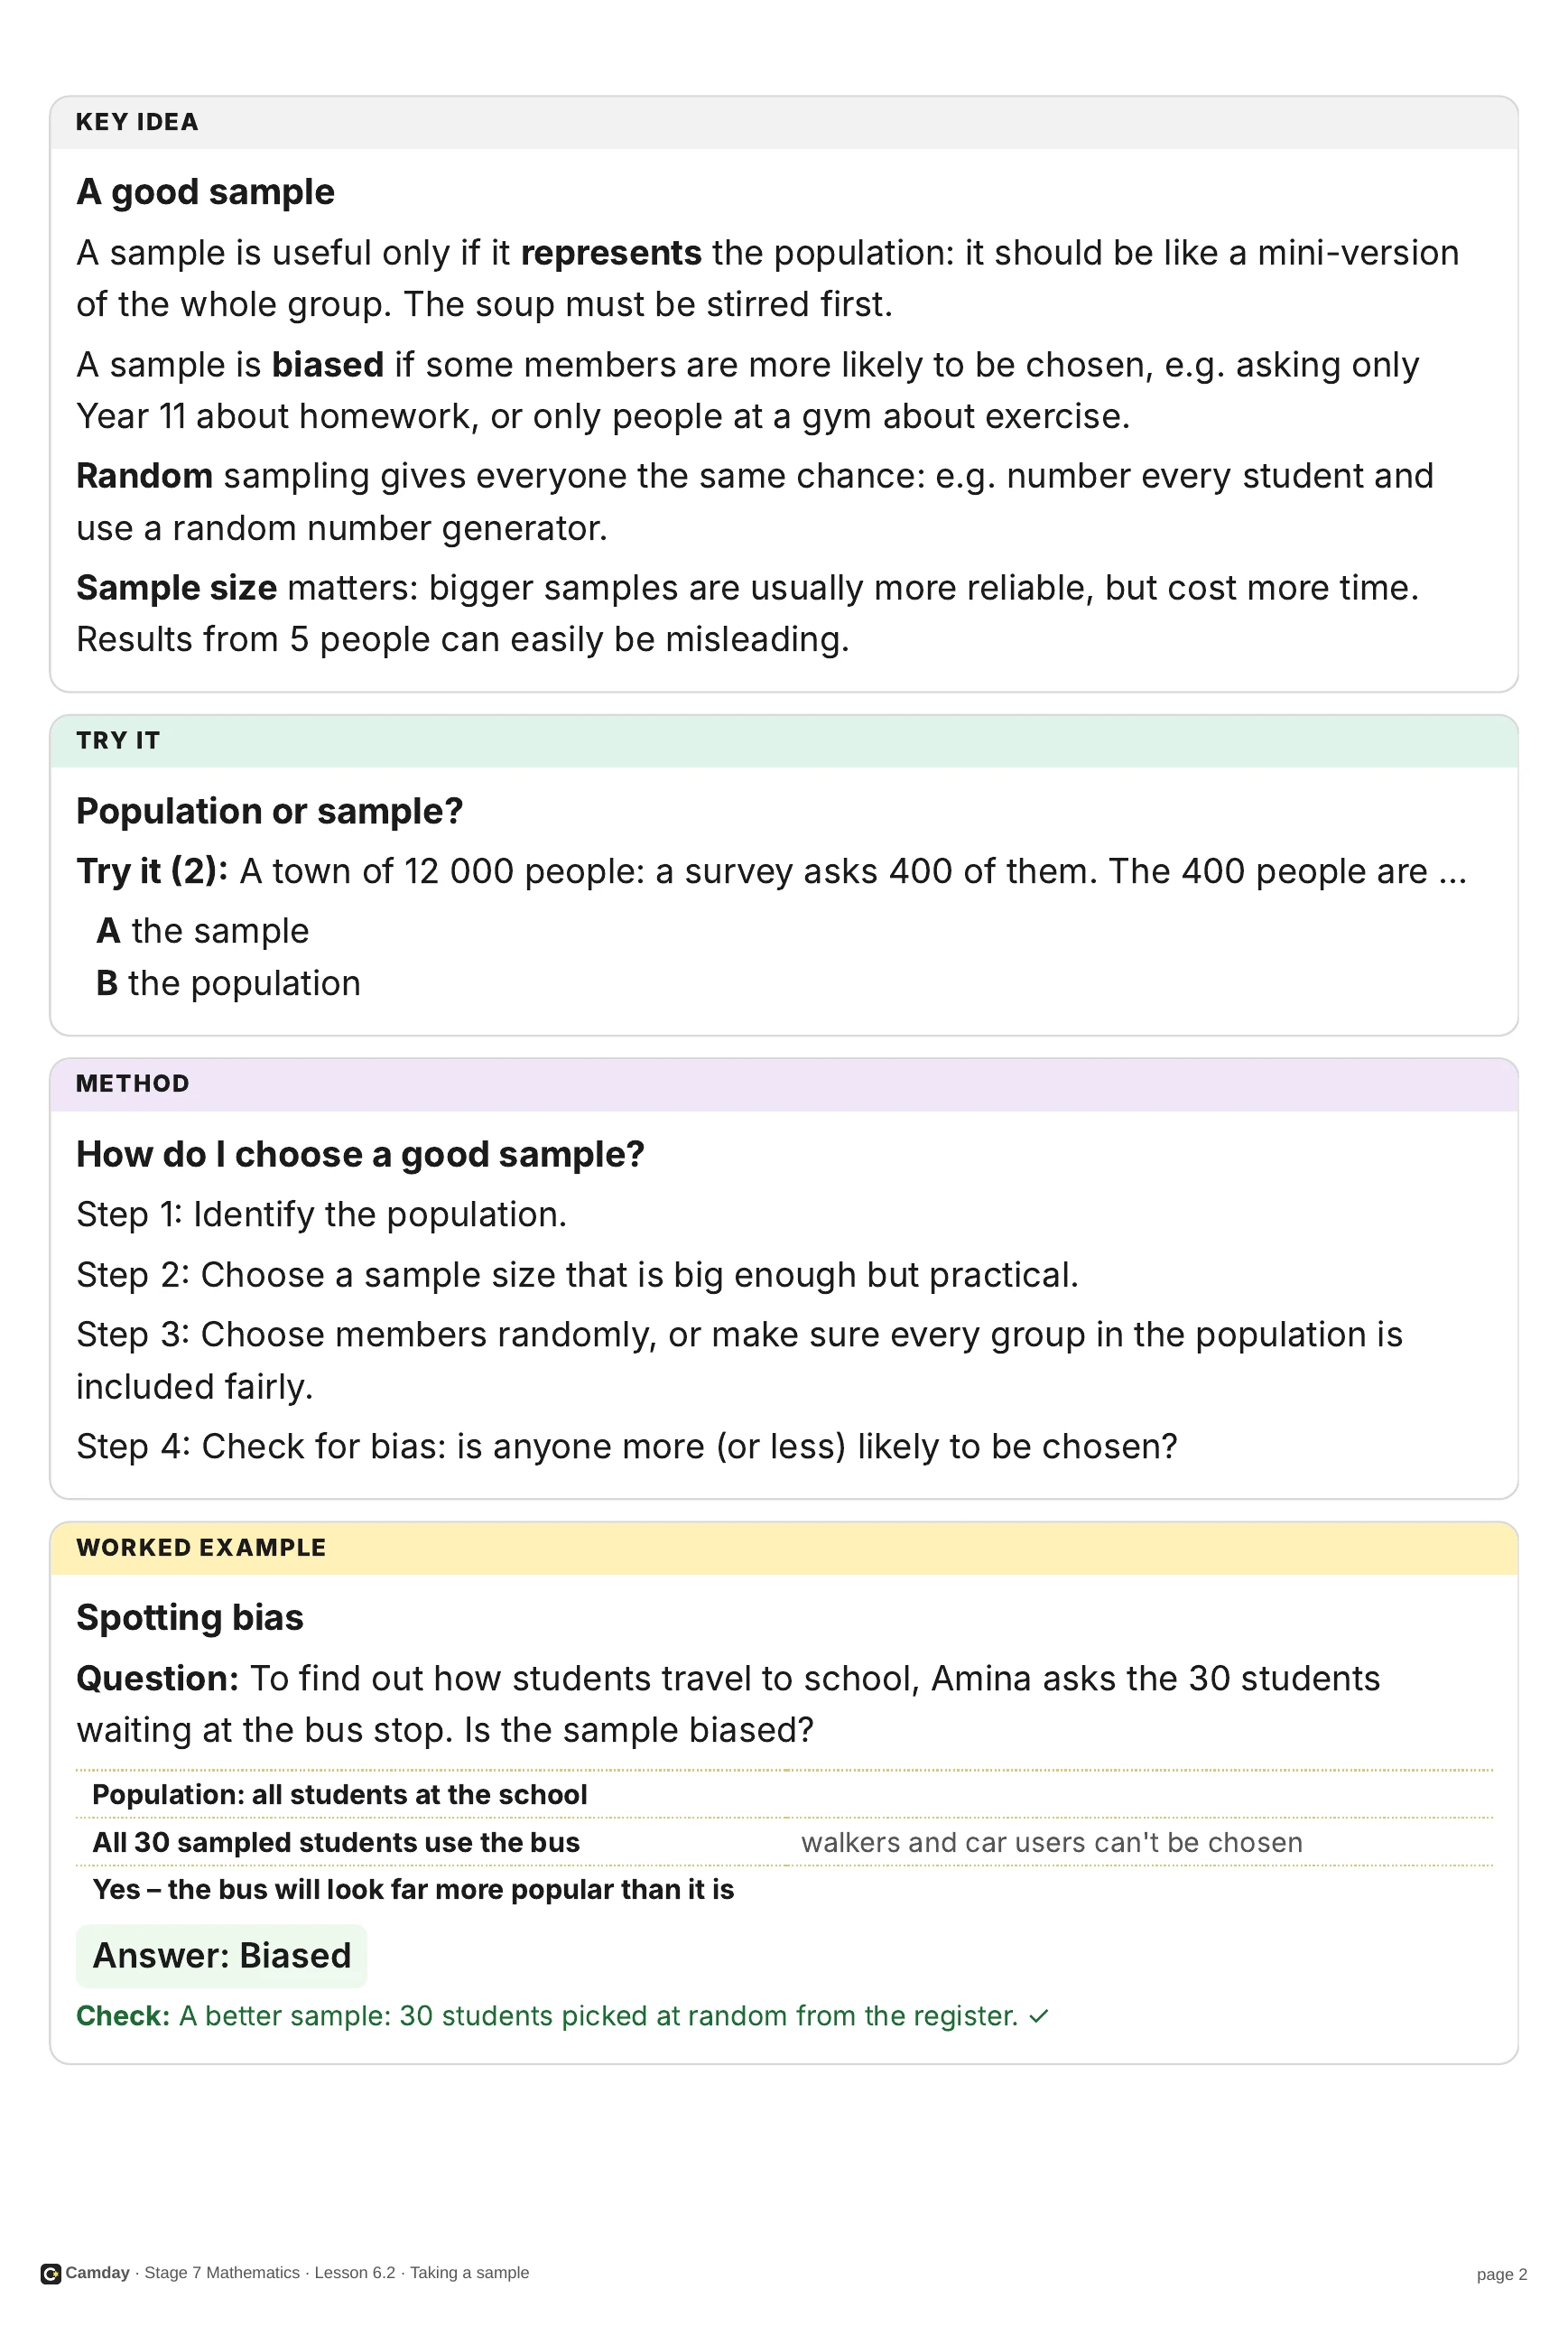 KEY IDEA
A good sample
A sample is useful only if it represents the population: it should be like a mini-version
of the whole group. The soup must be stirred first.
A sample is biased if some members are more likely to be chosen, e.g. asking only
Year 11 about homework, or only people at a gym about exercise.
Random sampling gives everyone the same chance: e.g. number every student and
use a random number generator.
Sample size matters: bigger samples are usually more reliable, but cost more time.
Results from 5 people can easily be misleading.
TRY IT
Population or sample?
Try it (2): A town of 12 000 people: a survey asks 400 of them. The 400 people are ...
A the sample
B the population
METHOD
How do I choose a good sample?
Step 1: Identify the population.
Step 2: Choose a sample size that is big enough but practical.
Step 3: Choose members randomly, or make sure every group in the population is
included fairly.
Step 4: Check for bias: is anyone more (or less) likely to be chosen?
WORKED EXAMPLE
Spotting bias
Question: To find out how students travel to school, Amina asks the 30 students
waiting at the bus stop. Is the sample biased?
Population: all students at the school
All 30 sampled students use the bus walkers and car users can't be chosen
Yes – the bus will look far more popular than it is
Answer: Biased
Check: A better sample: 30 students picked at random from the register. ✓
Camday · Stage 7 Mathematics · Lesson 6.2 · Taking a sample page 2